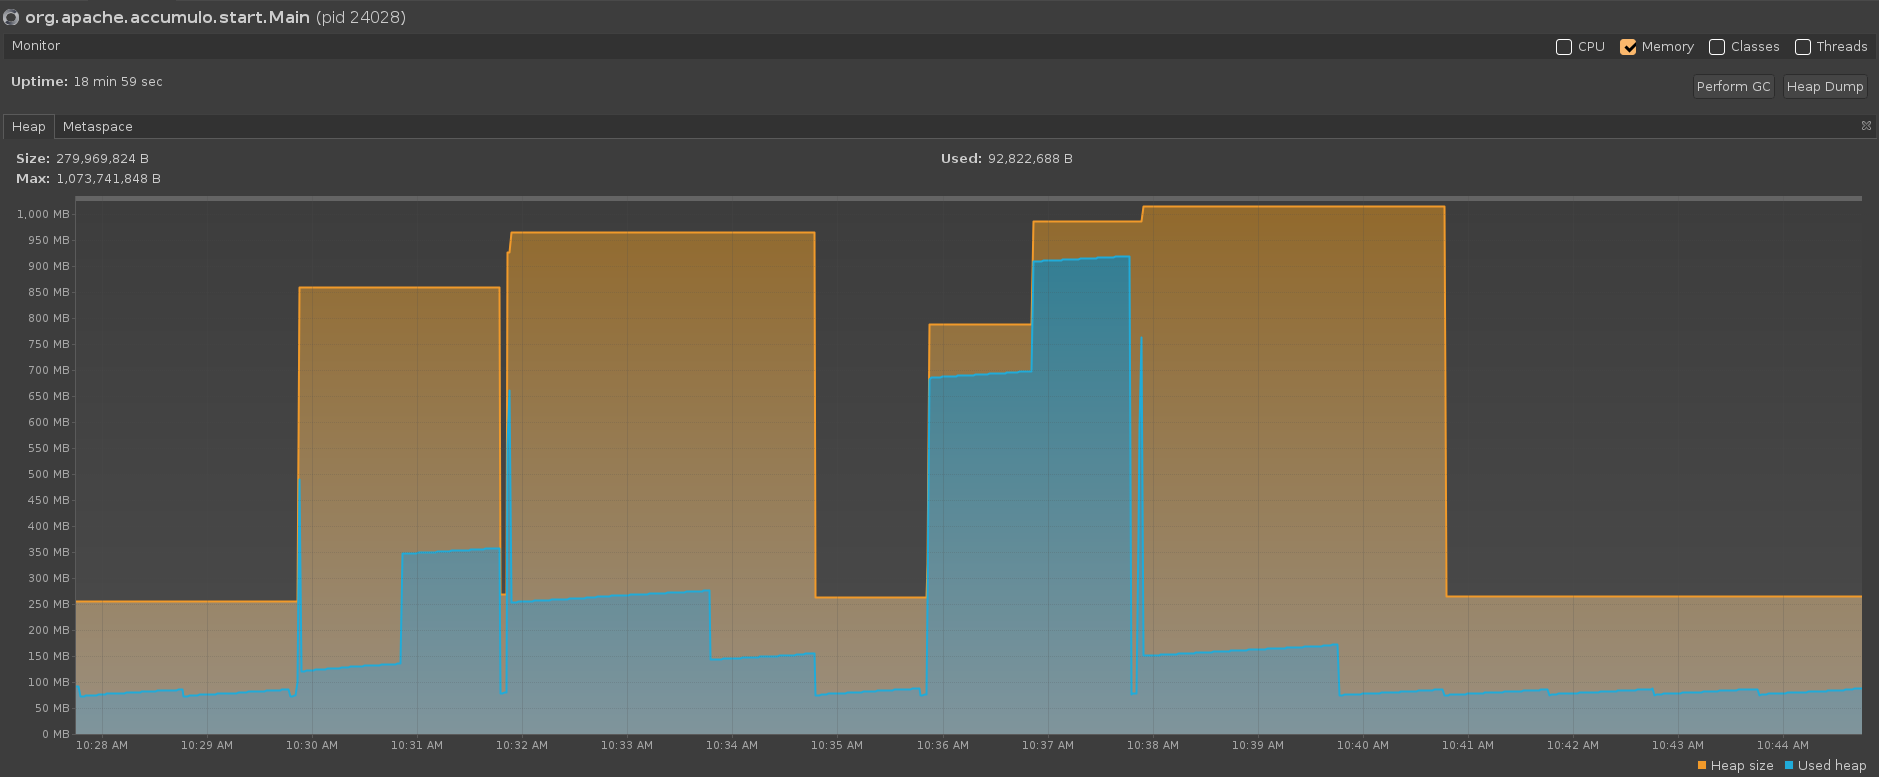 org.apache.accumulo.start.Main (pid 24028)
Monitor
CPU Memory Classes Threads
Uptime: 18 min 59 sec
Perform GC Heap Dump
Heap Metaspace
Size: 279,969,824 B
Used: 92,822,688 B
Max: 1,073,741,848 B
1,000 MB
950 MB
900 MB
850 MB
800 MB
750 MB
700 MB
650 MB
600 MB
550 MB
500 MB
450 MB
400 MB
350 MB
300 MB
250 MB
200 MB
150 MB
100 MB
50 MB
0 MB
10:28 AM 10:29 AM 10:30 AM 10:31 AM 10:32 AM 10:33 AM 10:34 AM 10:35 AM 10:36 AM 10:37 AM 10:38 AM 10:39 AM 10:40 AM 10:41 AM 10:42 AM 10:43 AM 10:44 AM
Heap size Used heap